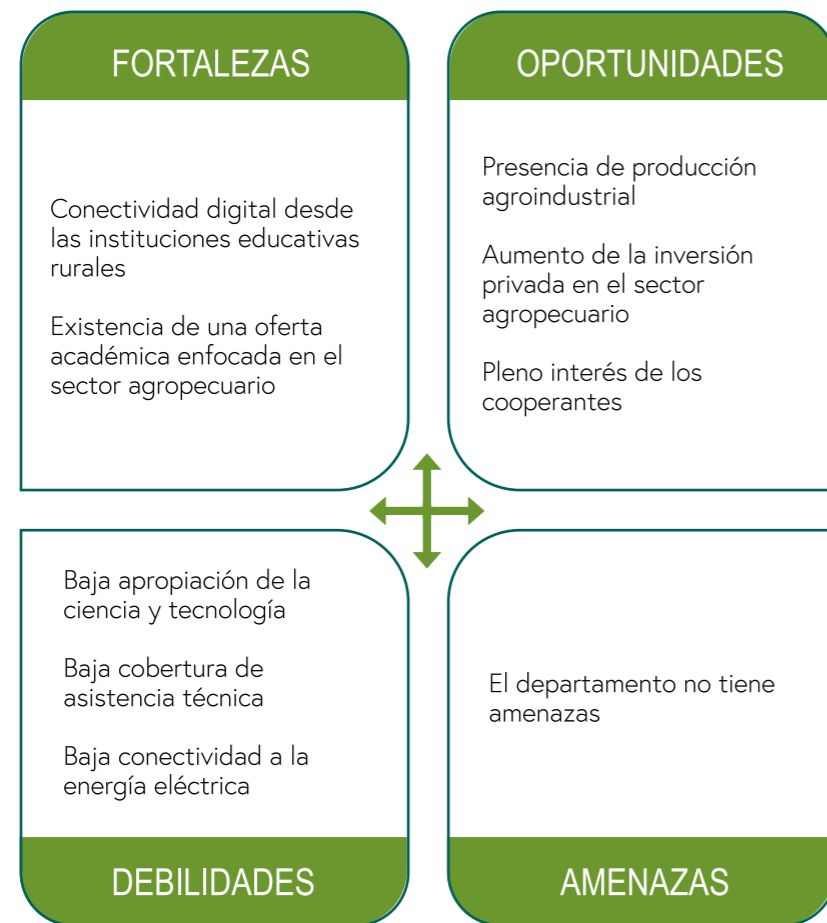 FORTALEZAS
Conectividad digital desde
las instituciones educativas
rurales
Existencia de una oferta
académica enfocada en el
sector agropecuario
OPORTUNIDADES
Presencia de producción
agroindustrial
Aumento de la inversión
privada en el sector
agropecuario
Pleno interés de los
cooperantes
Baja apropiación de la
ciencia y tecnología
Baja cobertura de
asistencia técnica
Baja conectividad a la
energía eléctrica
DEBILIDADES
El departamento no tiene
amenazas
AMENAZAS